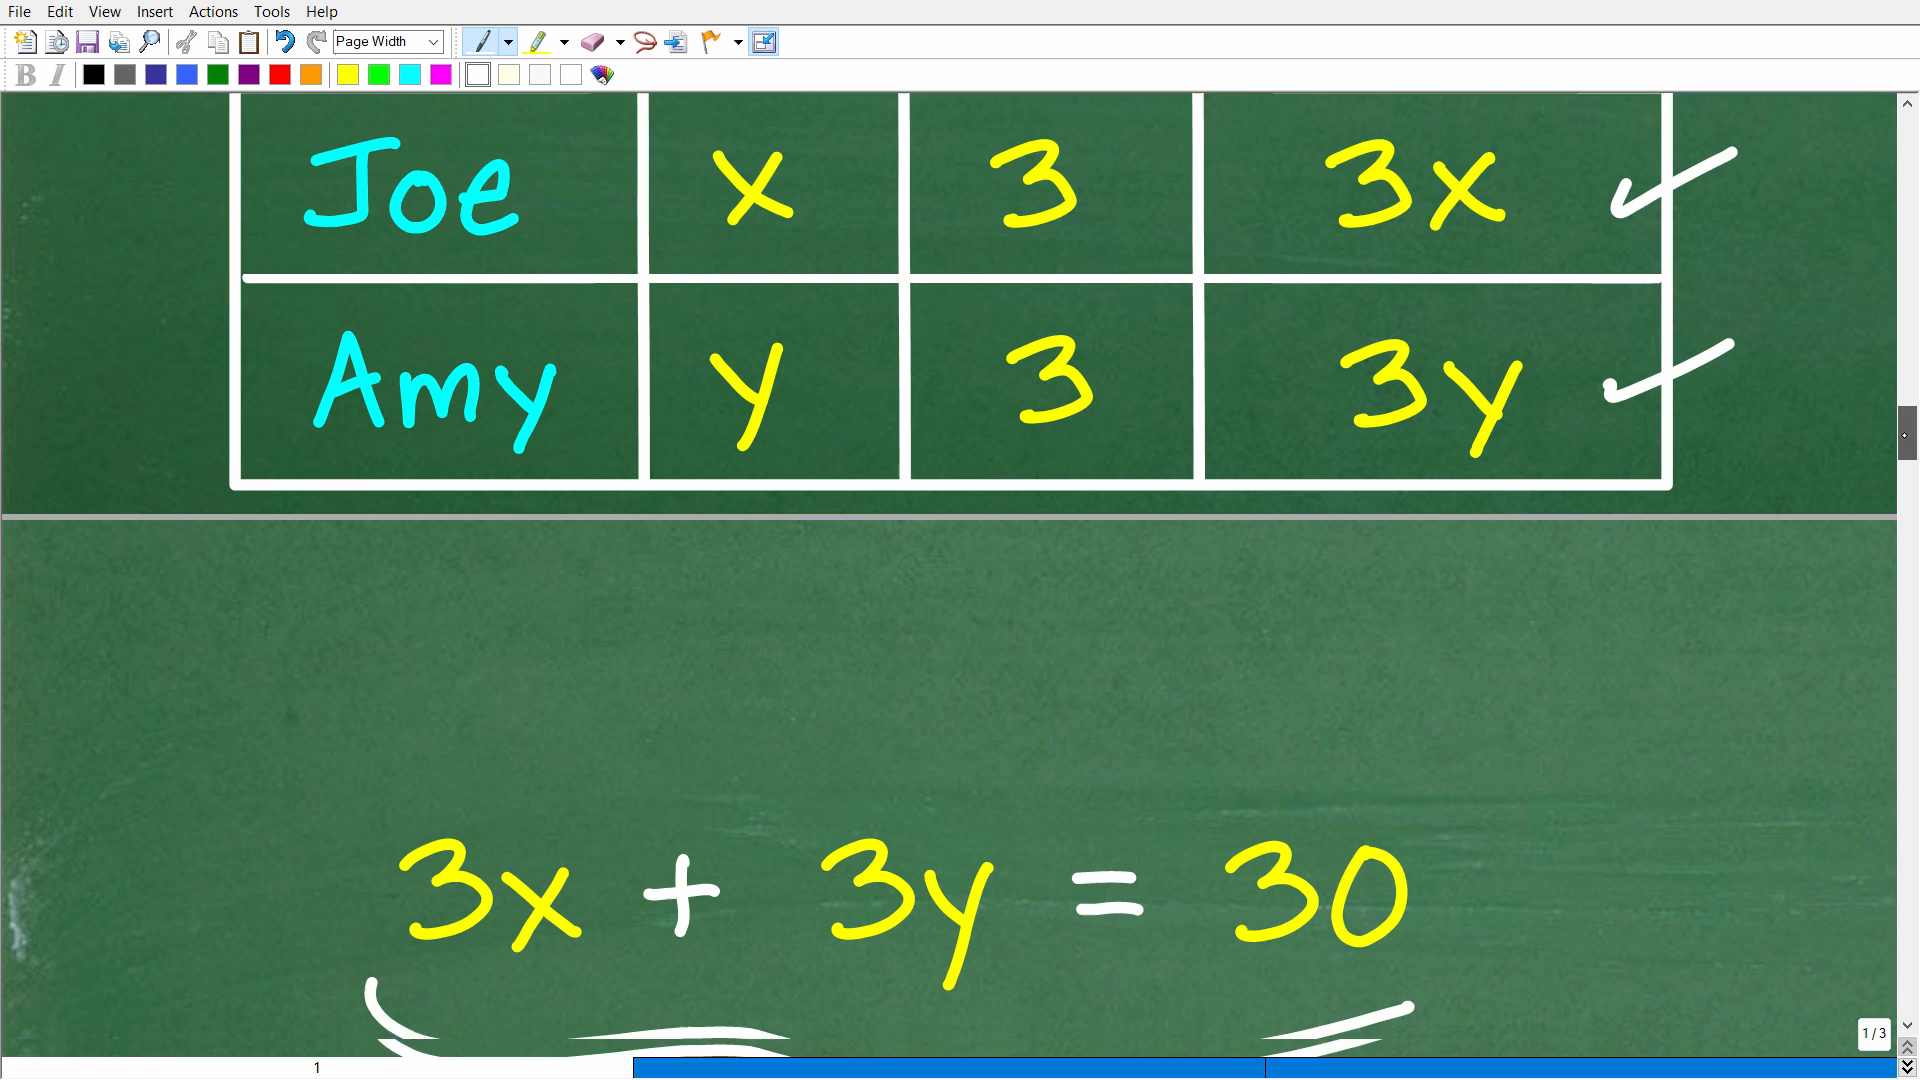 File Edit View Insert Actions Tools Help
Page Width
B I
Joe x 3 3x
Amy y 3 3y
3x + 3y = 30
1 / 3
1